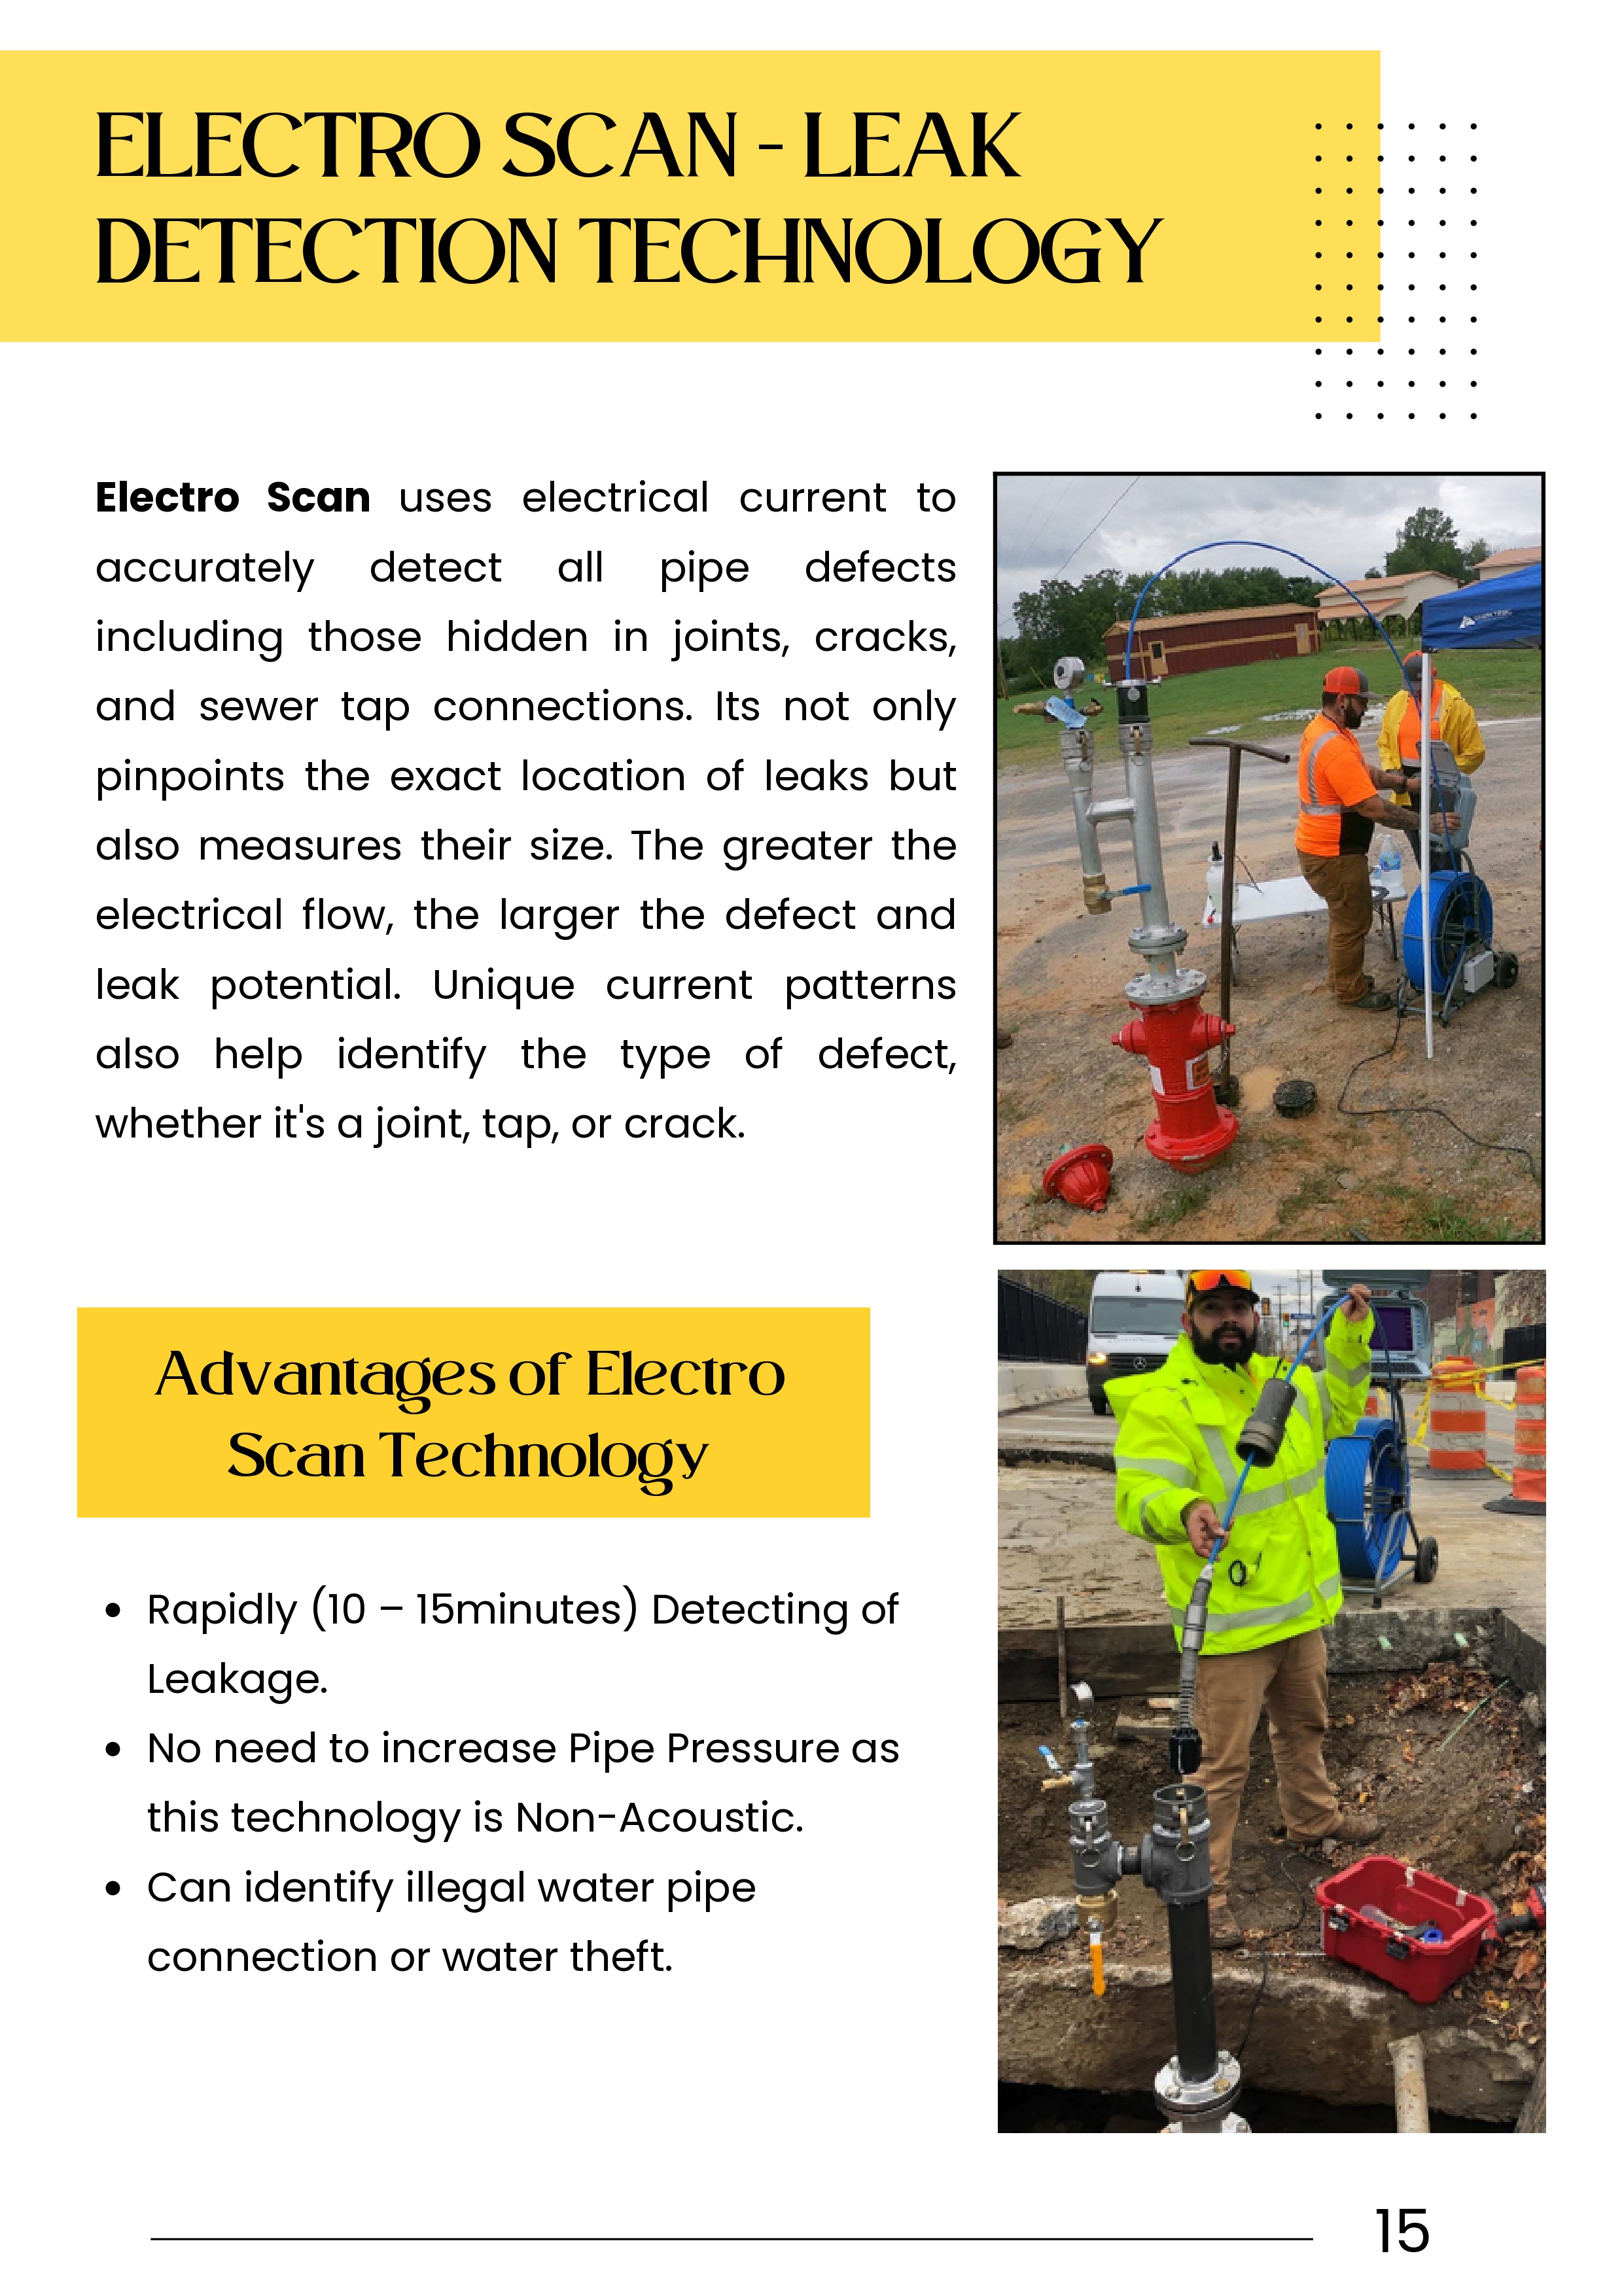 ELECTRO SCAN - LEAK
DETECTION TECHNOLOGY
Electro Scan uses electrical current to
accurately detect all pipe defects
including those hidden in joints, cracks,
and sewer tap connections. Its not only
pinpoints the exact location of leaks but
also measures their size. The greater the
electrical flow, the larger the defect and
leak potential. Unique current patterns
also help identify the type of defect,
whether it's a joint, tap, or crack.
Advantages of Electro
Scan Technology
• Rapidly (10 – 15minutes) Detecting of
Leakage.
• No need to increase Pipe Pressure as
this technology is Non-Acoustic.
• Can identify illegal water pipe
connection or water theft.
15